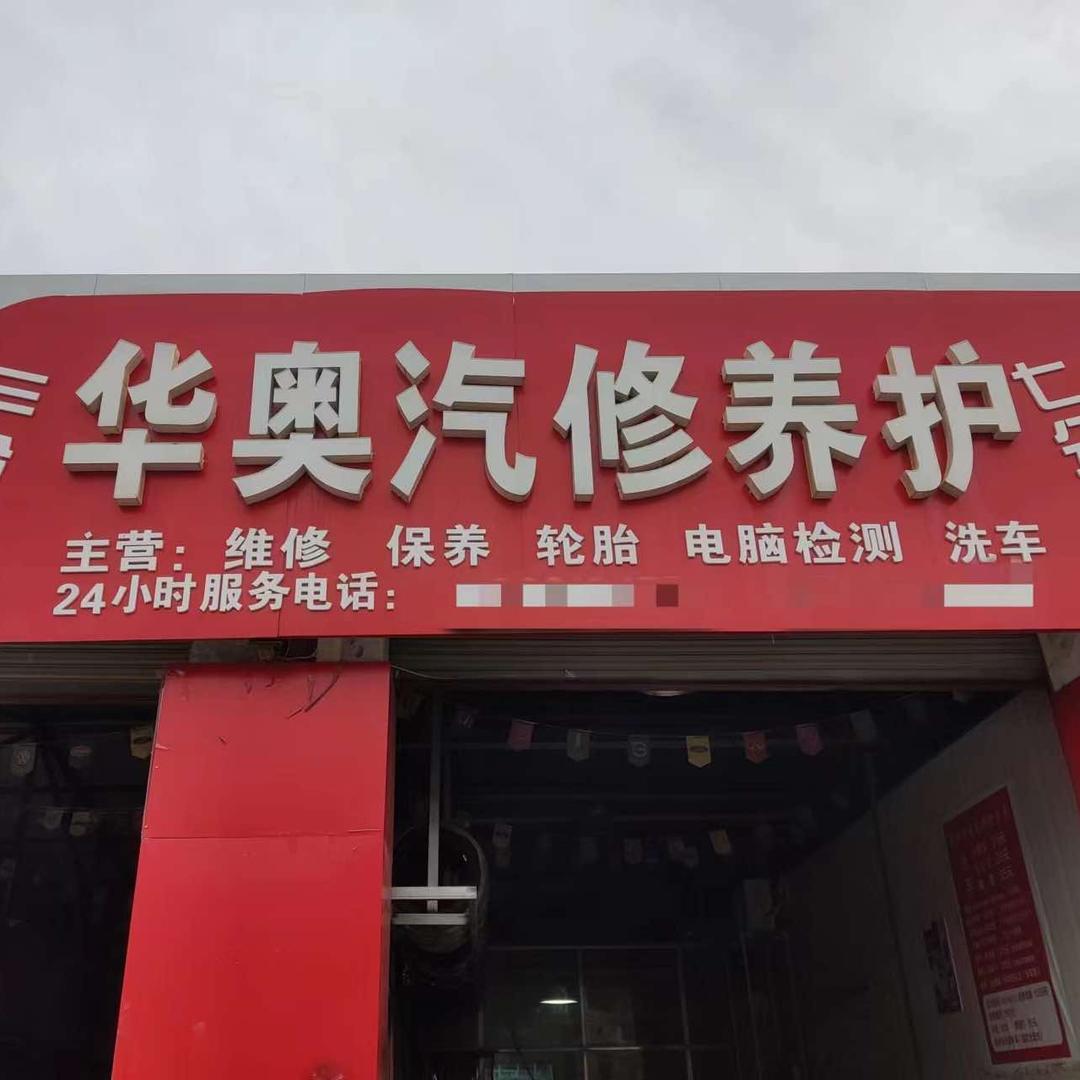 华奥汽修养护
主营：维修 保养 轮胎 电脑检测 洗车
24小时服务电话：